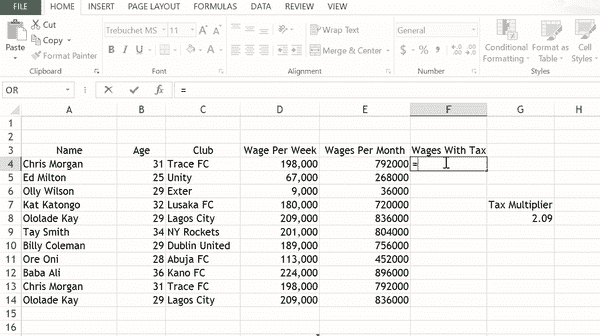 FILE HOME INSERT PAGE LAYOUT FORMULAS DATA REVIEW VIEW
Cut
Copy
Format Painter
Paste
Clipboard
Trebuchet MS 11
B I U
Font
Wrap Text
Merge & Center
Alignment
General
$ % ,
Number
Conditional Formatting
Format as Table
Cell Styles
Styles
OR =
A B C D E F G H
1
2
3 Name Age Club Wage Per Week Wages Per Month Wages With Tax
4 Chris Morgan 31 Trace FC 198,000 792000 =
5 Ed Milton 25 Unity 67,000 268000
6 Olly Wilson 29 Exter 9,000 36000
7 Kat Katongo 32 Lusaka FC 180,000 720000 Tax Multiplier
8 Ololade Kay 29 Lagos City 209,000 836000 2.09
9 Tay Smith 34 NY Rockets 201,000 804000
10 Billy Coleman 29 Dublin United 189,000 756000
11 Ore Oni 28 Abuja FC 113,000 452000
12 Baba Ali 36 Kano FC 224,000 896000
13 Chris Morgan 31 Trace FC 198,000 792000
14 Ololade Kay 29 Lagos City 209,000 836000
15
16